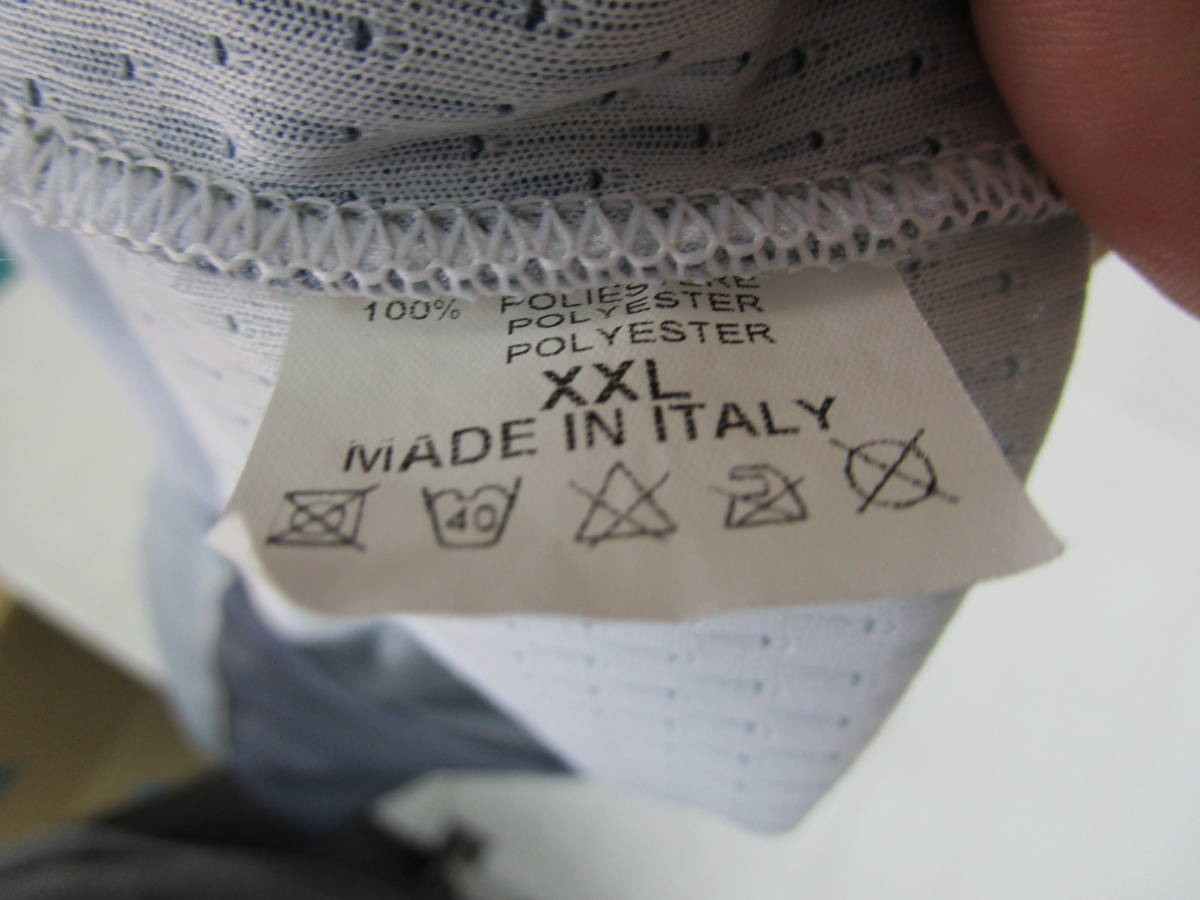 100% POLIESTERE
POLYESTER
POLYESTER
XXL
MADE IN ITALY
40